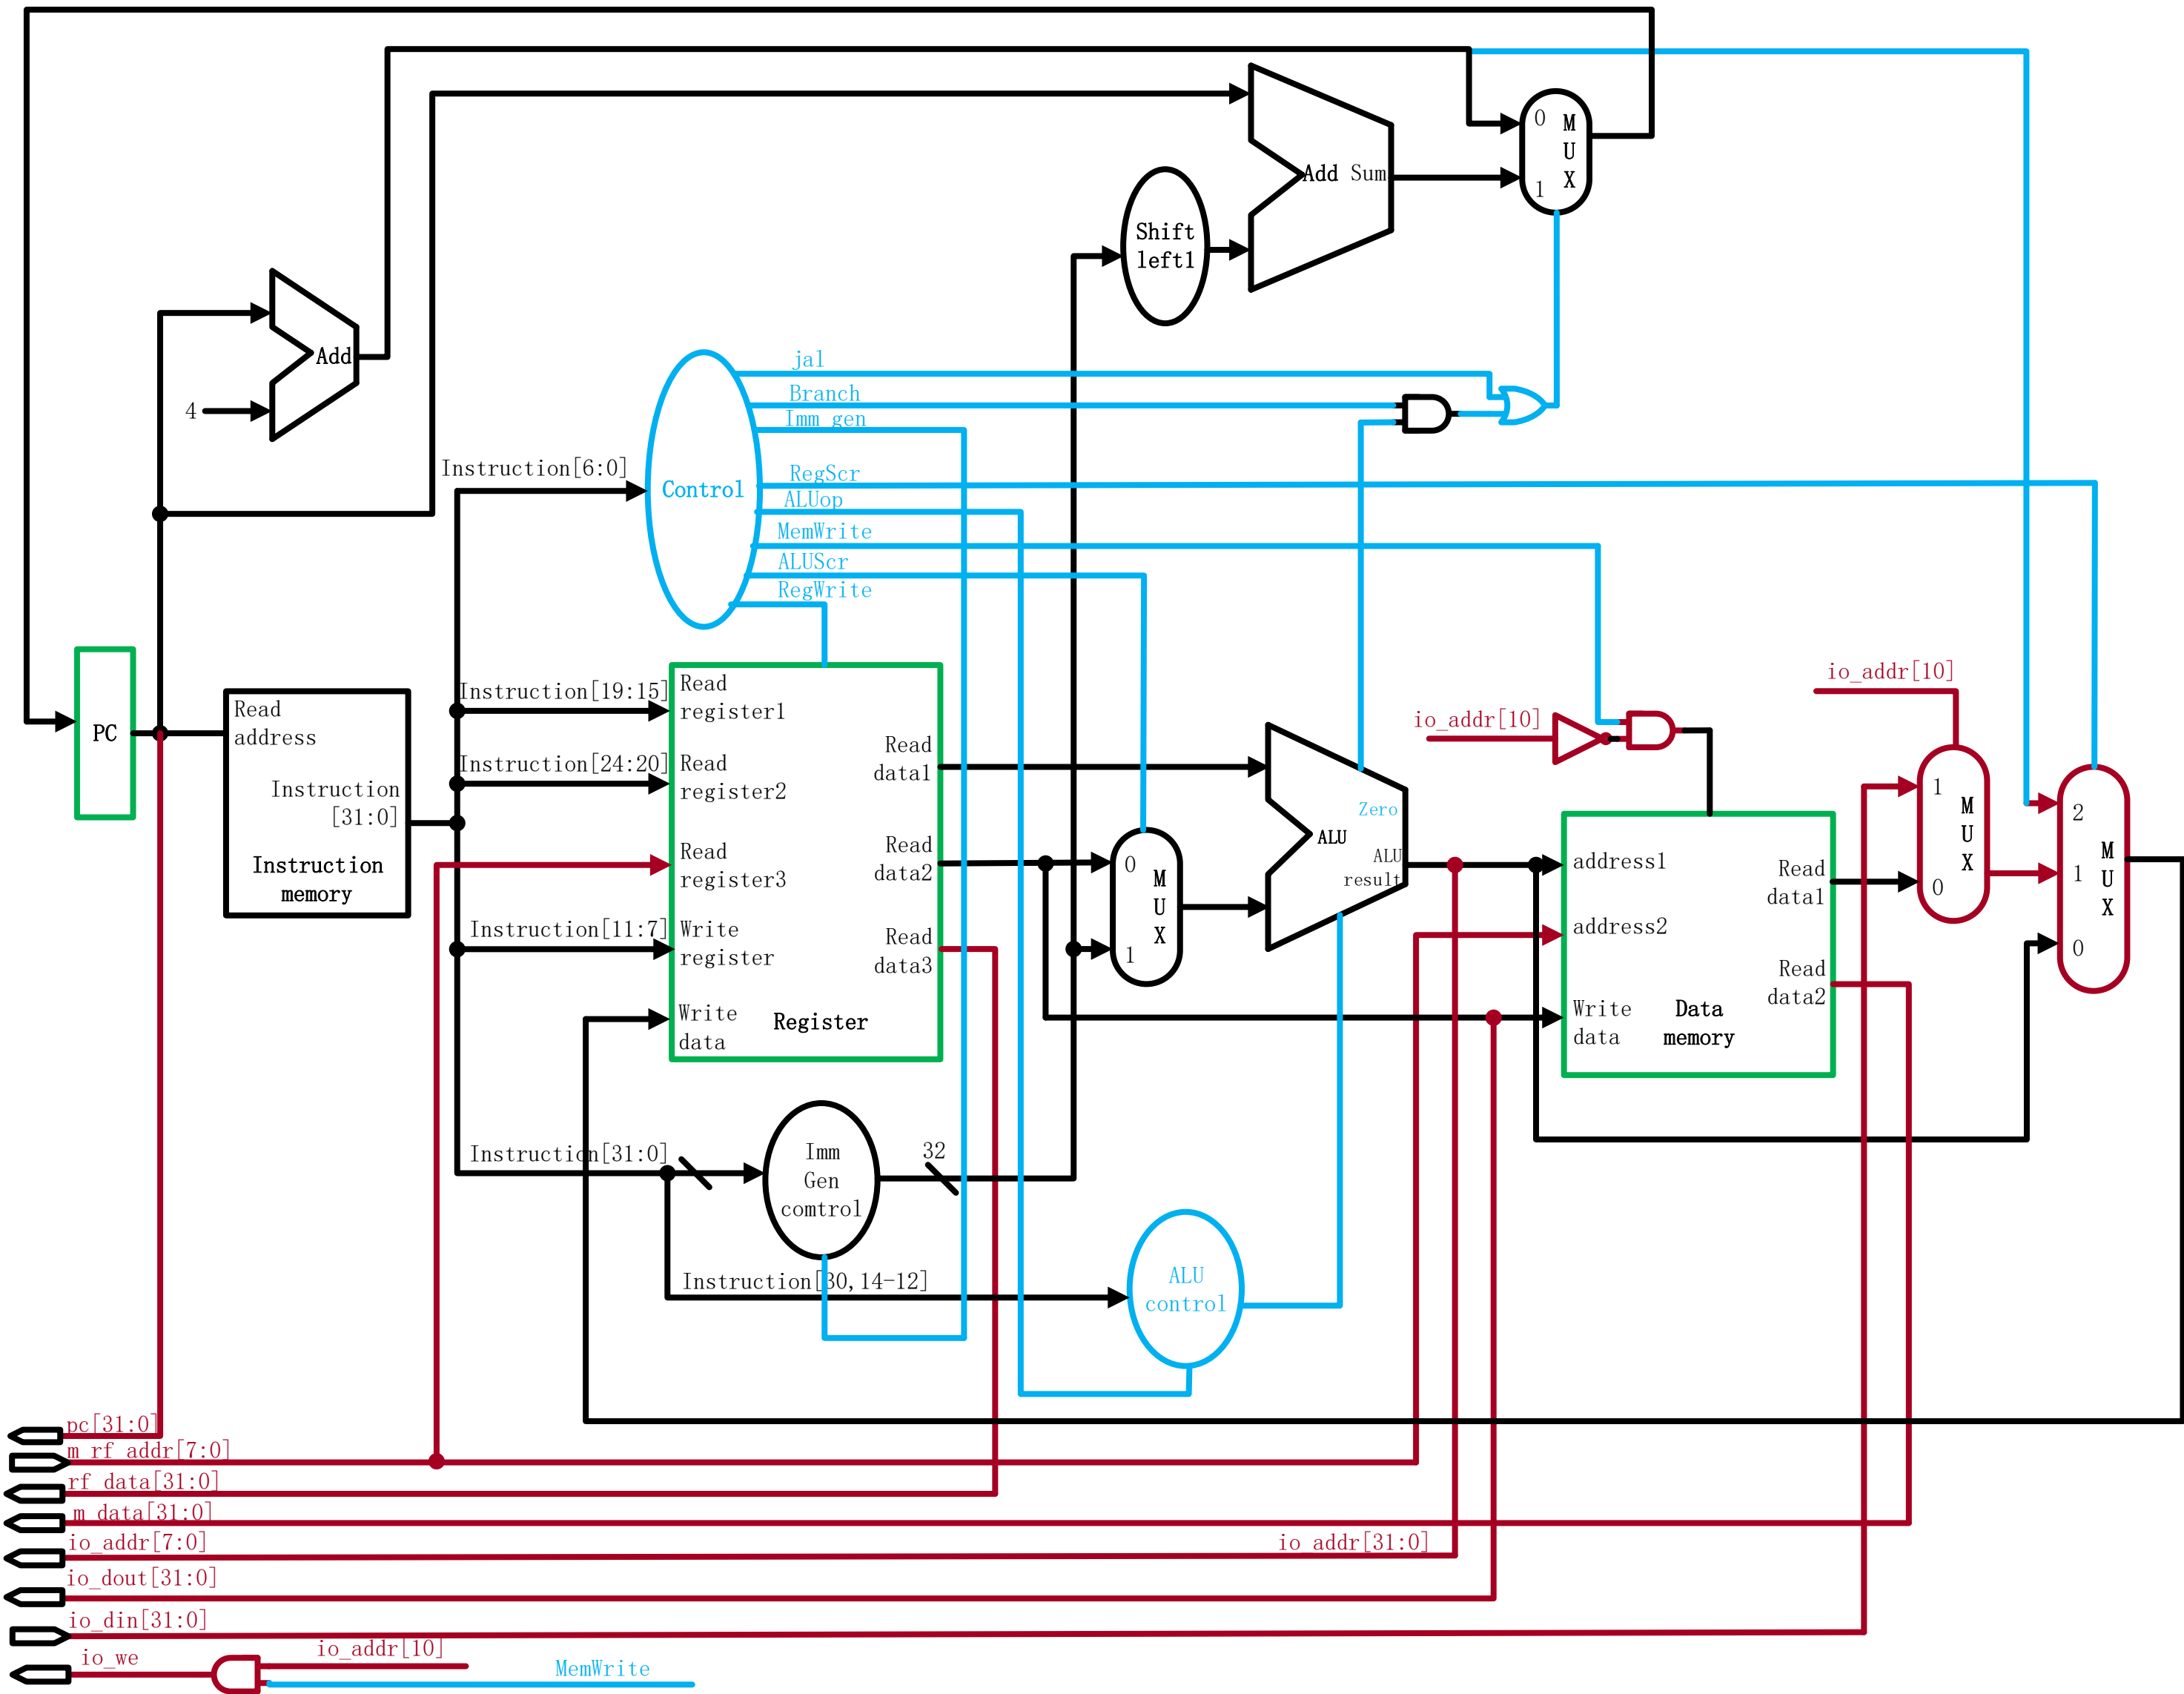 0
M
U
X
1
Add Sum
Shift
left1
Add
4
jal
Branch
Imm gen
Instruction[6:0]
Control
RegScr
ALUop
MemWrite
ALUScr
RegWrite
PC
Read
address
Instruction
[31:0]
Instruction
memory
Instruction[19:15]
Instruction[24:20]
Instruction[11:7]
Read
register1
Read
register2
Read
register3
Write
register
Write
data
Read
data1
Read
data2
Read
data3
Register
0
M
U
X
1
Zero
ALU
ALU
result
io_addr[10]
io_addr[10]
address1
address2
Write
data
Read
data1
Read
data2
Data
memory
1
M
U
X
0
2
M
U
X
1
0
Instruction[31:0]
Imm
Gen
comtrol
32
Instruction[30,14-12]
ALU
control
pc[31:0]
m_rf_addr[7:0]
rf_data[31:0]
m_data[31:0]
io_addr[7:0]
io_addr[31:0]
io_dout[31:0]
io_din[31:0]
io_we
io_addr[10]
MemWrite